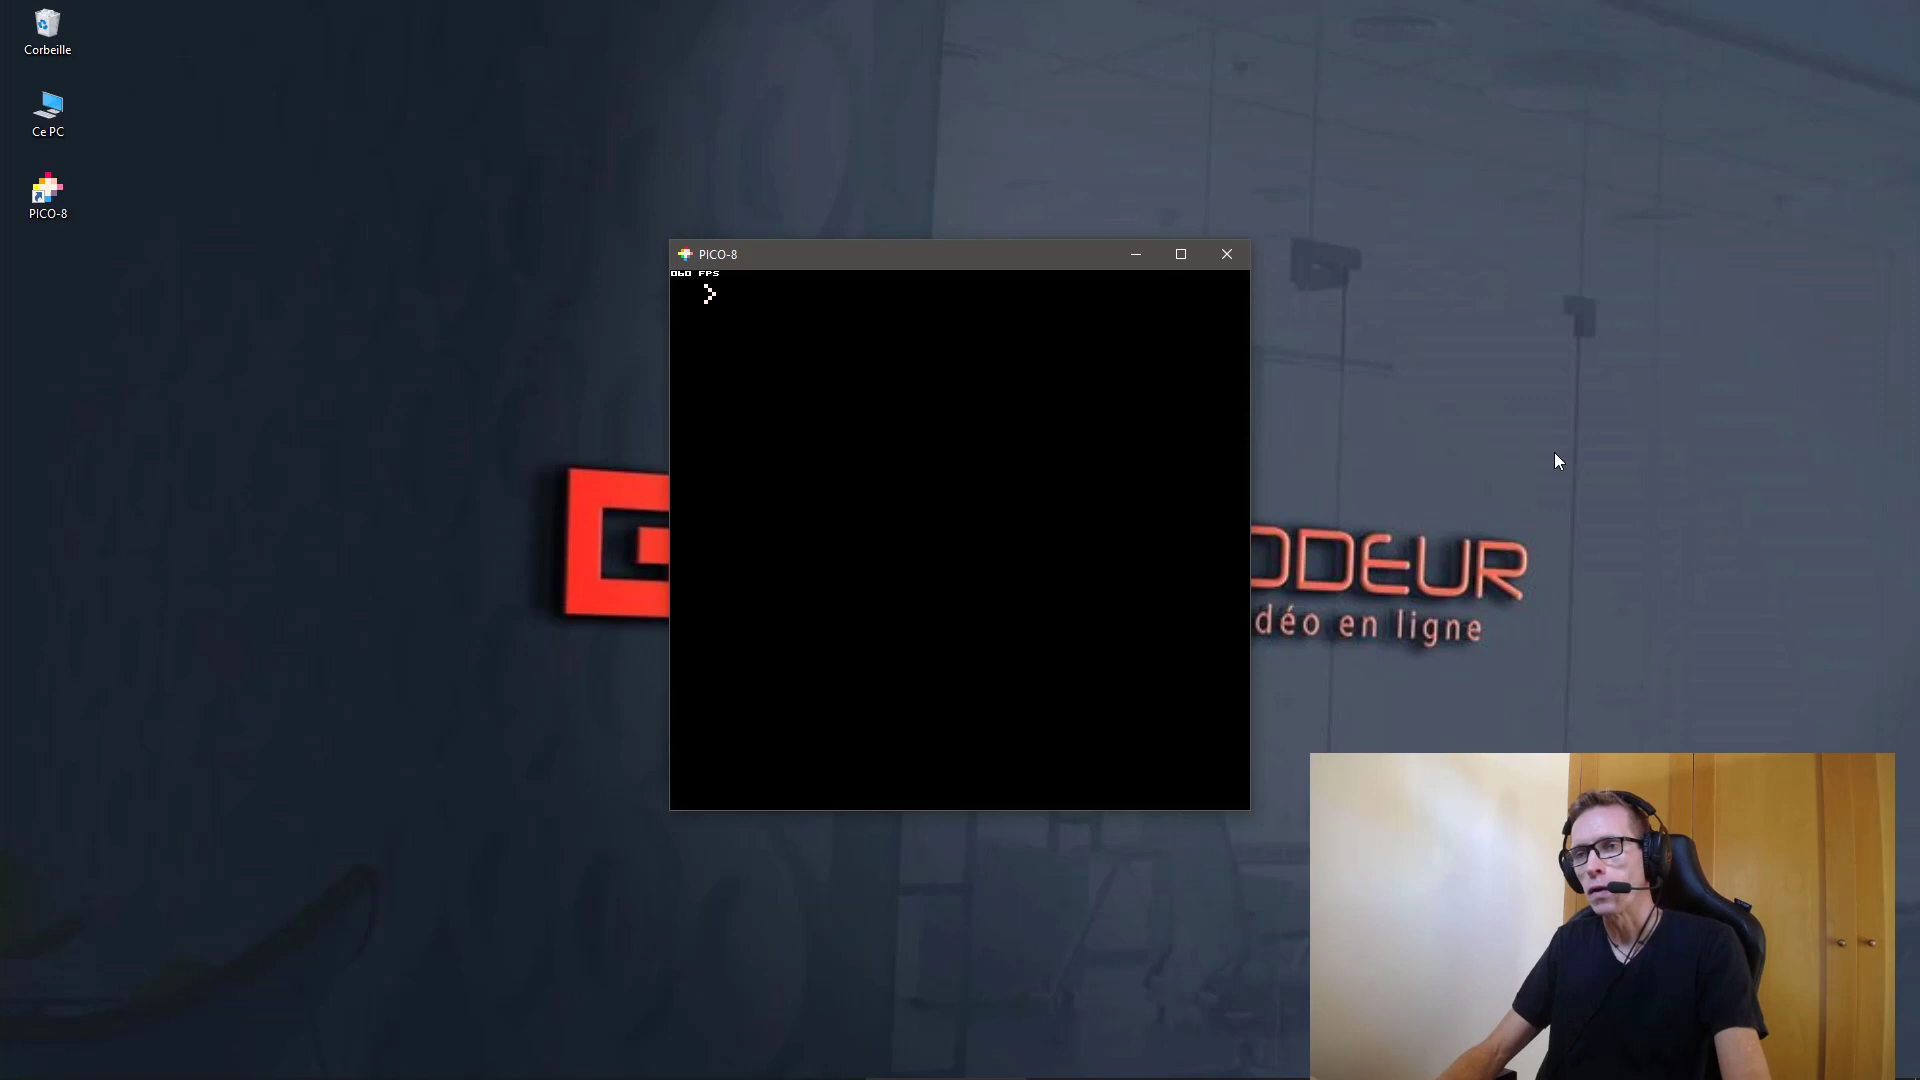 Corbeille
Ce PC
PICO-8
PICO-8
060 FPS
>
ODEUR
déo en ligne